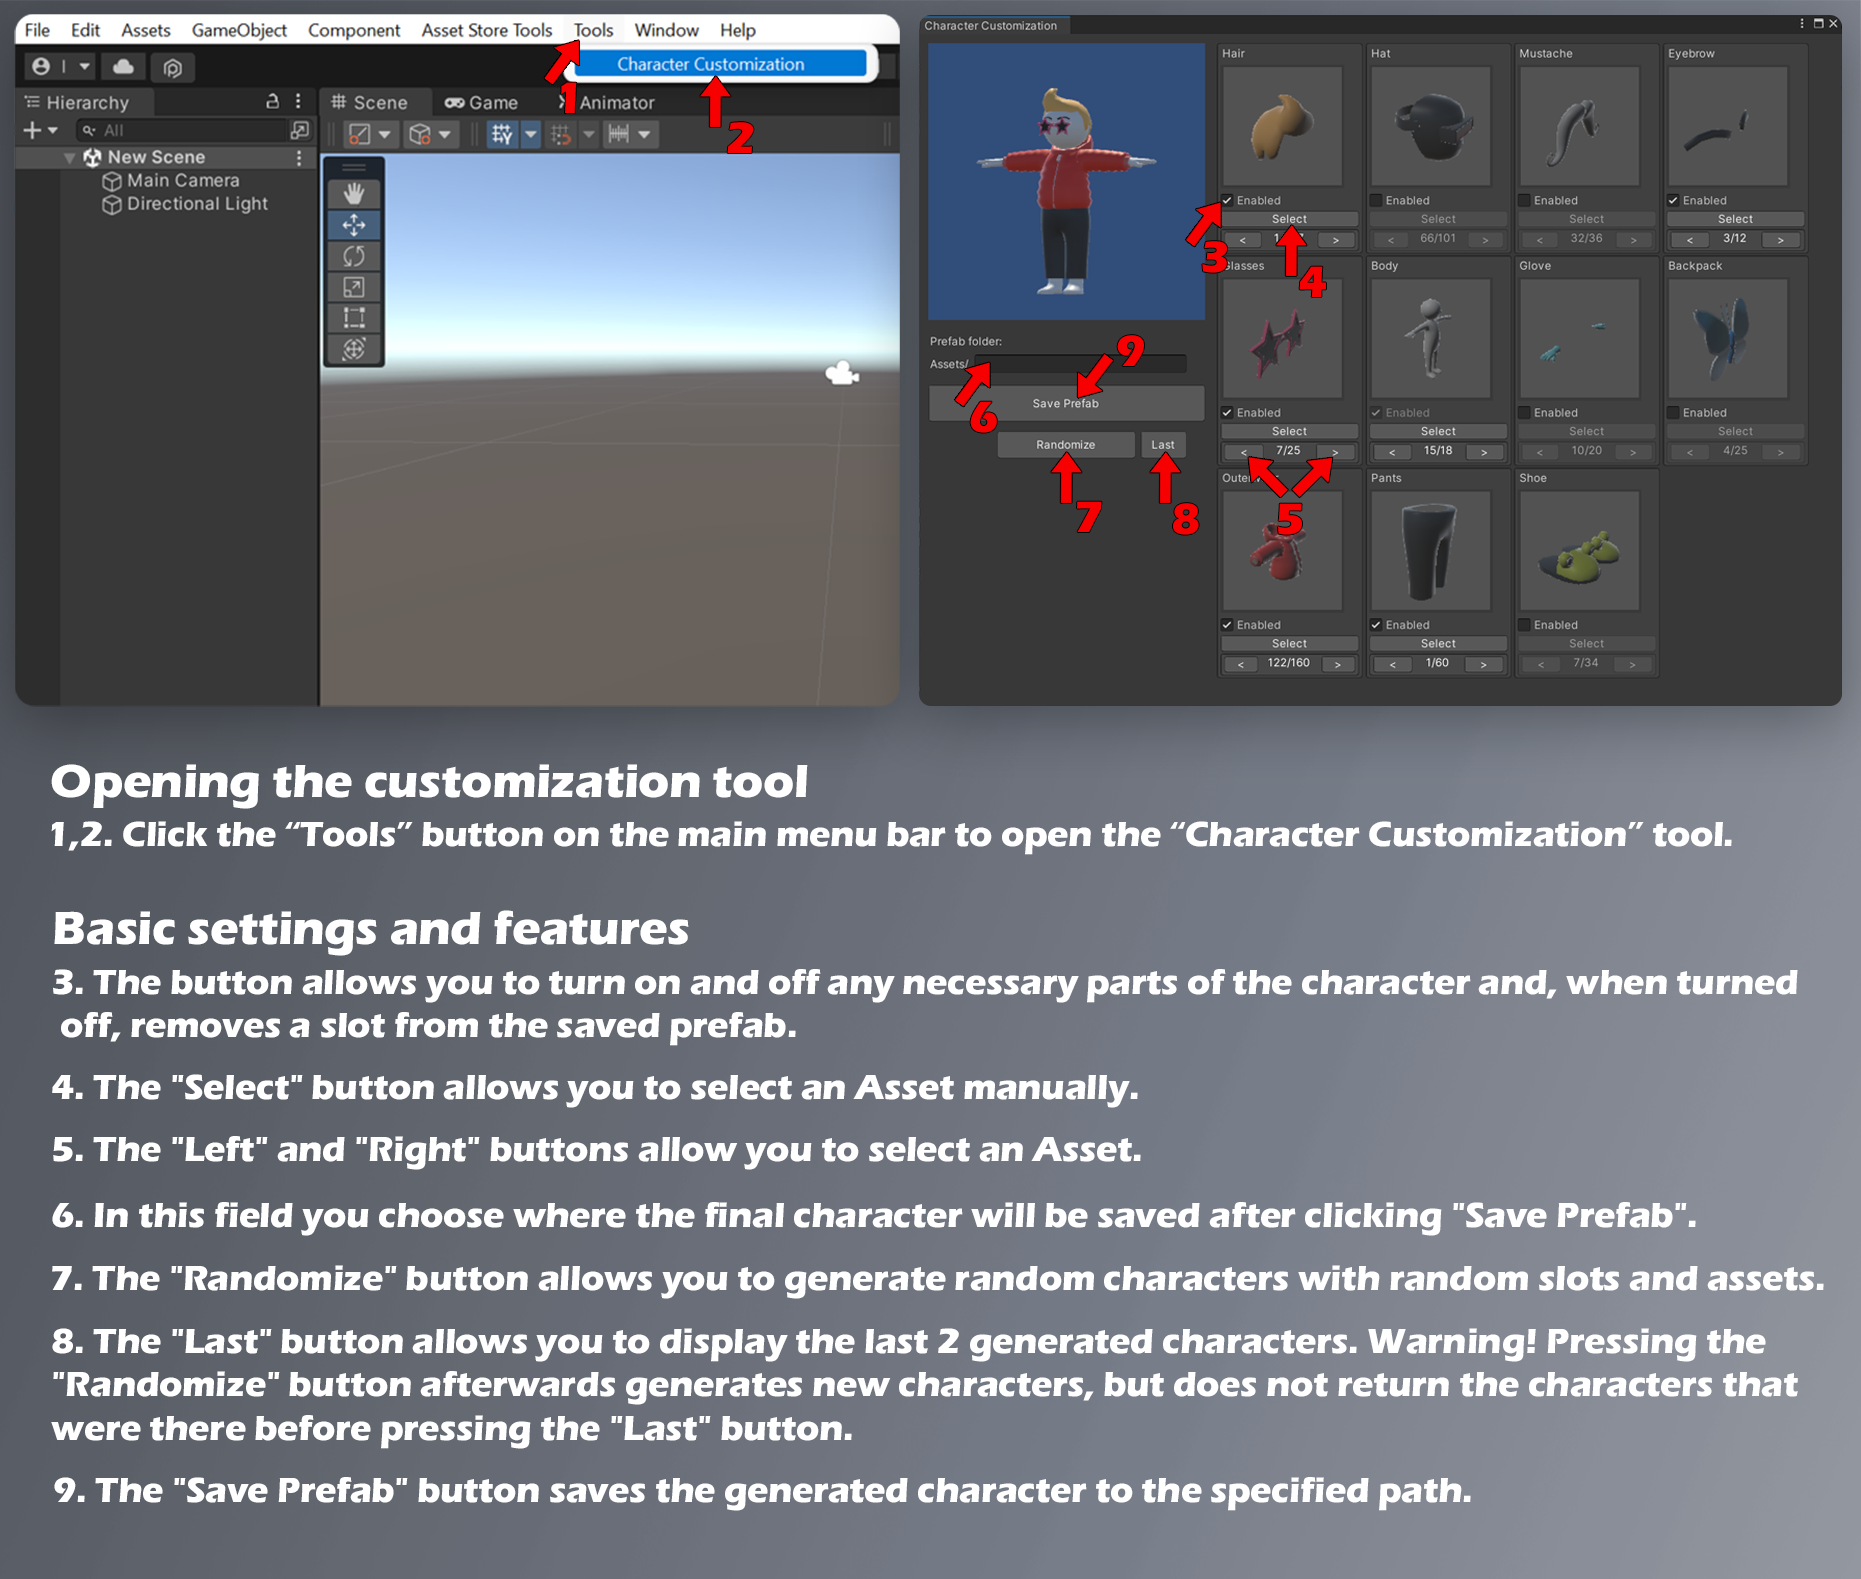 File Edit Assets GameObject Component Asset Store Tools Tools Window Help
Character Customization
1
2
Hierarchy
Scene
Game
Animator
All
New Scene
Main Camera
Directional Light
Character Customization
Hair
Hat
Mustache
Eyebrow
Enabled
Enabled
Enabled
Enabled
Select
Select
Select
Select
< >
< 66/101 >
< 32/36 >
< 3/12 >
3
4
Glasses
Body
Glove
Backpack
Prefab folder:
Assets/
9
6
Save Prefab
Randomize
Last
7
8
Enabled
Enabled
Enabled
Enabled
Select
Select
Select
Select
< 7/25 >
< 15/18 >
< 10/20 >
< 4/25 >
5
Pants
Shoe
Enabled
Enabled
Enabled
Select
Select
Select
< 122/160 >
< 1/60 >
< 7/34 >
Opening the customization tool
1,2. Click the “Tools” button on the main menu bar to open the “Character Customization” tool.
Basic settings and features
3. The button allows you to turn on and off any necessary parts of the character and, when turned
off, removes a slot from the saved prefab.
4. The "Select" button allows you to select an Asset manually.
5. The "Left" and "Right" buttons allow you to select an Asset.
6. In this field you choose where the final character will be saved after clicking "Save Prefab".
7. The "Randomize" button allows you to generate random characters with random slots and assets.
8. The "Last" button allows you to display the last 2 generated characters. Warning! Pressing the
"Randomize" button afterwards generates new characters, but does not return the characters that
were there before pressing the "Last" button.
9. The "Save Prefab" button saves the generated character to the specified path.